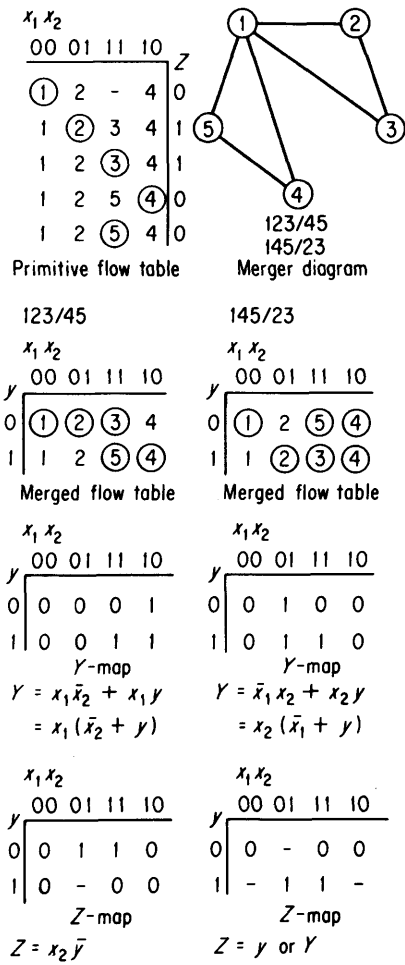 x₁ x₂
00 01 11 10 Z
① 2 - 4 0
1 ② 3 4 1
1 2 ③ 4 1
1 2 5 ④ 0
1 2 ⑤ 4 0
Primitive flow table
① ②
⑤ ③
④
123/45
145/23
Merger diagram
123/45
x₁ x₂
y 00 01 11 10
0 ① ② ③ 4
1 1 2 ⑤ ④
Merged flow table
145/23
x₁ x₂
y 00 01 11 10
0 ① 2 ⑤ ④
1 1 ② ③ ④
Merged flow table
x₁ x₂
y 00 01 11 10
0 0 0 0 1
1 0 0 1 1
Y-map
Y = x₁x̄₂ + x₁y
= x₁(x̄₂ + y)
x₁ x₂
y 00 01 11 10
0 0 1 0 0
1 0 1 1 0
Y-map
Y = x̄₁x₂ + x₂y
= x₂(x̄₁ + y)
x₁ x₂
y 00 01 11 10
0 0 1 1 0
1 0 - 0 0
Z-map
Z = x₂ȳ
x₁x₂
y 00 01 11 10
0 0 - 0 0
1 - 1 1 -
Z-map
Z = y or Y